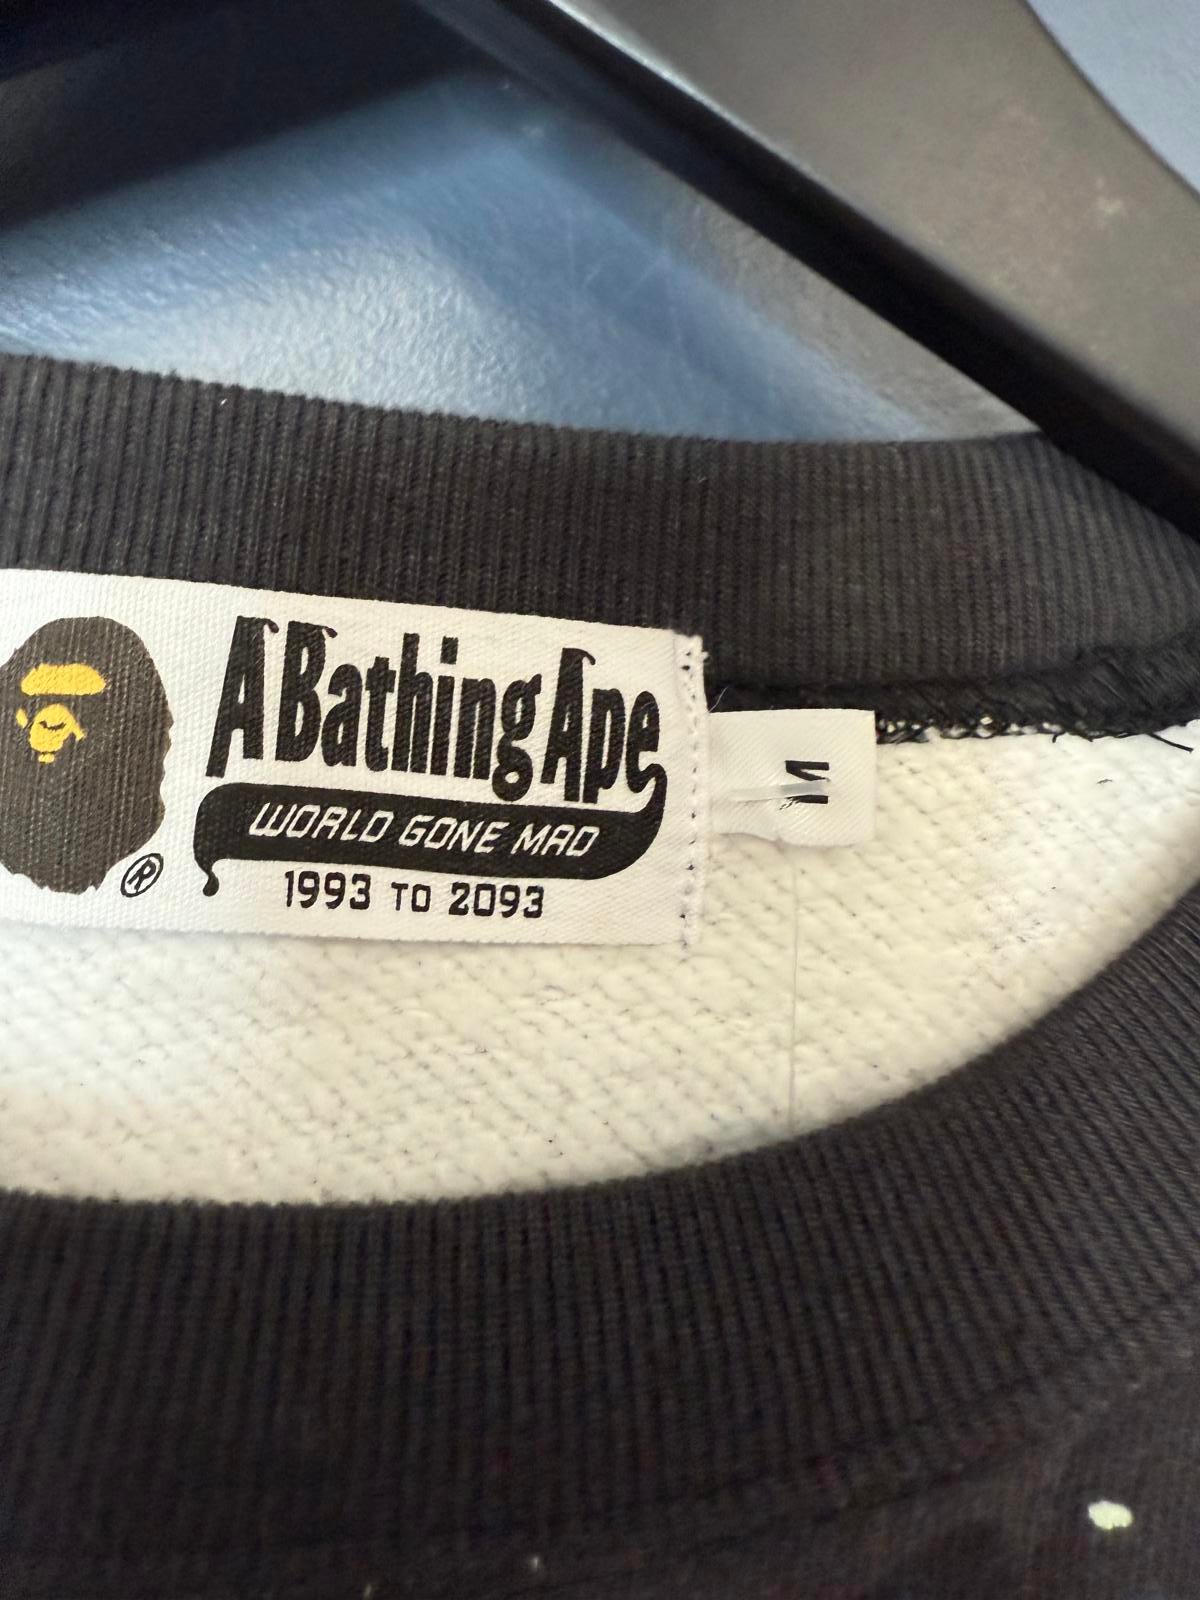 A Bathing Ape
WORLD GONE MAD
1993 TO 2093
®
M